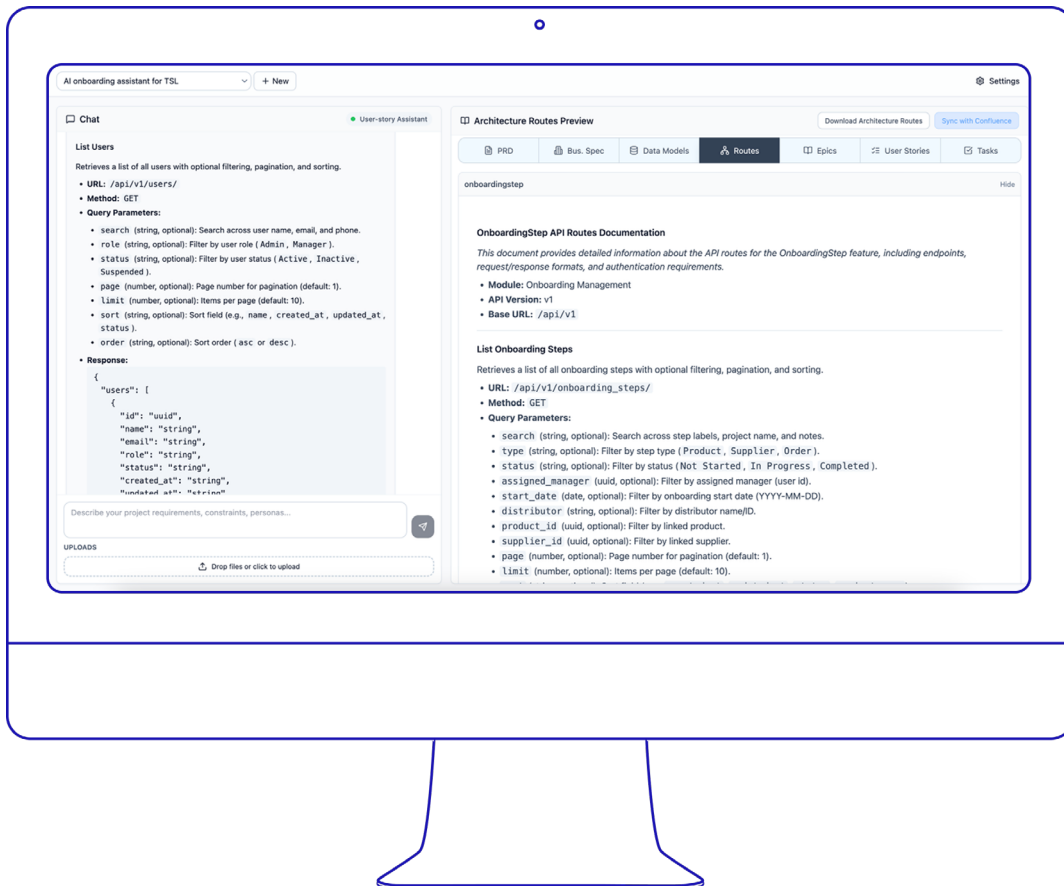 AI onboarding assistant for TSL
+ New
Settings
Chat
User-story Assistant
List Users
Retrieves a list of all users with optional filtering, pagination, and sorting.
• URL: /api/v1/users/
• Method: GET
• Query Parameters:
• search (string, optional): Search across user name, email, and phone.
• role (string, optional): Filter by user role ( Admin , Manager ).
• status (string, optional): Filter by user status ( Active , Inactive ,
Suspended ).
• page (number, optional): Page number for pagination (default: 1).
• limit (number, optional): Items per page (default: 10).
• sort (string, optional): Sort field (e.g., name , created_at , updated_at ,
status ).
• order (string, optional): Sort order ( asc or desc ).
• Response:
{
"users": [
{
"id": "uuid",
"name": "string",
"email": "string",
"role": "string",
"status": "string",
"created_at": "string",
"updated_at": "string"
Describe your project requirements, constraints, personas...
UPLOADS
Drop files or click to upload
Architecture Routes Preview
Download Architecture Routes
Sync with Confluence
PRD
Bus. Spec
Data Models
Routes
Epics
User Stories
Tasks
onboardingstep
Hide
OnboardingStep API Routes Documentation
This document provides detailed information about the API routes for the OnboardingStep feature, including endpoints,
request/response formats, and authentication requirements.
• Module: Onboarding Management
• API Version: v1
• Base URL: /api/v1
List Onboarding Steps
Retrieves a list of all onboarding steps with optional filtering, pagination, and sorting.
• URL: /api/v1/onboarding_steps/
• Method: GET
• Query Parameters:
• search (string, optional): Search across step labels, project name, and notes.
• type (string, optional): Filter by step type ( Product , Supplier , Order ).
• status (string, optional): Filter by status ( Not Started , In Progress , Completed ).
• assigned_manager (uuid, optional): Filter by assigned manager (user id).
• start_date (date, optional): Filter by onboarding start date (YYYY-MM-DD).
• distributor (string, optional): Filter by distributor name/ID.
• product_id (uuid, optional): Filter by linked product.
• supplier_id (uuid, optional): Filter by linked supplier.
• page (number, optional): Page number for pagination (default: 1).
• limit (number, optional): Items per page (default: 10).